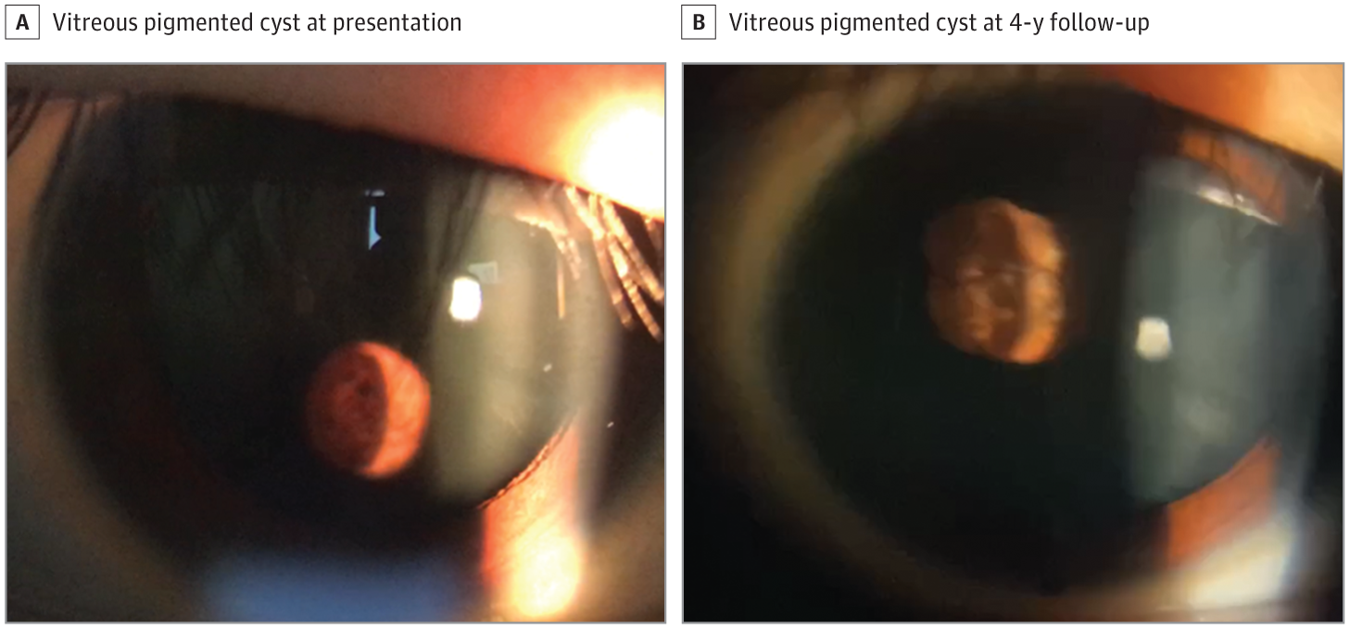 A Vitreous pigmented cyst at presentation
B Vitreous pigmented cyst at 4-y follow-up